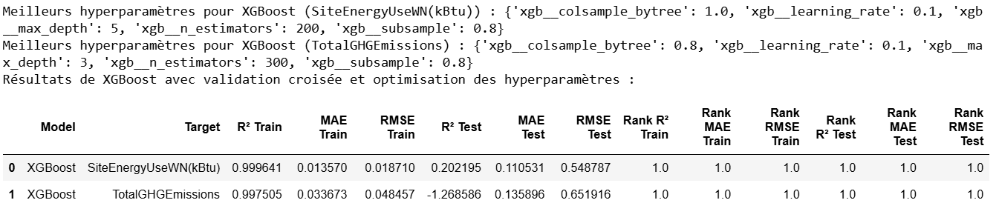 Meilleurs hyperparamètres pour XGBoost (SiteEnergyUseWN(kBtu)) : {'xgb__colsample_bytree': 1.0, 'xgb__learning_rate': 0.1, 'xgb
__max_depth': 5, 'xgb__n_estimators': 200, 'xgb__subsample': 0.8}
Meilleurs hyperparamètres pour XGBoost (TotalGHGEmissions) : {'xgb__colsample_bytree': 0.8, 'xgb__learning_rate': 0.1, 'xgb__ma
x_depth': 3, 'xgb__n_estimators': 300, 'xgb__subsample': 0.8}
Résultats de XGBoost avec validation croisée et optimisation des hyperparamètres :
Model Target R² Train MAE Train RMSE Train R² Test MAE Test RMSE Test Rank R² Train Rank MAE Train Rank RMSE Train Rank R² Test Rank MAE Test Rank RMSE Test
0 XGBoost SiteEnergyUseWN(kBtu) 0.999641 0.013570 0.018710 0.202195 0.110531 0.548787 1.0 1.0 1.0 1.0 1.0 1.0
1 XGBoost TotalGHGEmissions 0.997505 0.033673 0.048457 -1.268586 0.135896 0.651916 1.0 1.0 1.0 1.0 1.0 1.0